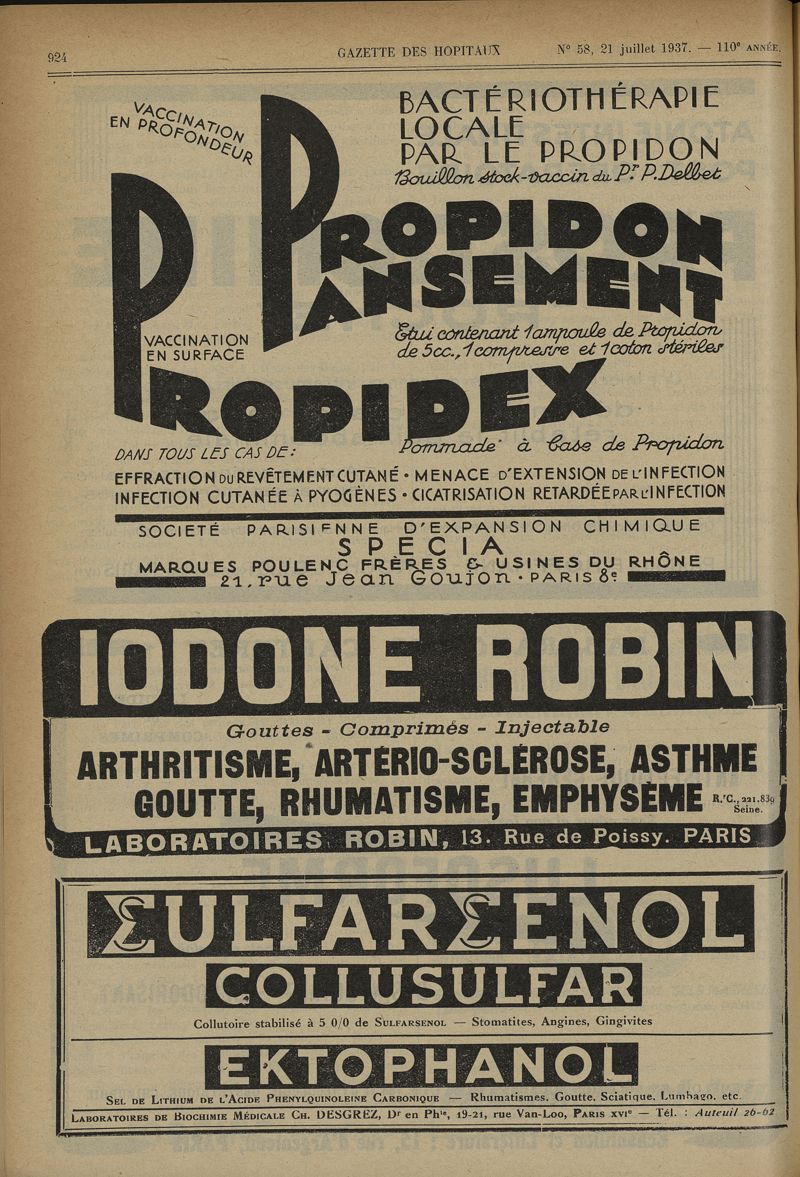 924
GAZETTE DES HOPITAUX
N° 58, 21 juillet 1937. — 110e ANNÉE.
VACCINATION
EN PROFONDEUR
BACTÉRIOTHÉRAPIE
LOCALE
PAR LE PROPIDON
Bouillon stock-vaccin du Pr. P. Delbet
PROPIDON
PANSEMENT
Etui contenant 1 ampoule de Propidon
de 5cc., 1 compresse et 1 coton stériles
VACCINATION
EN SURFACE
PROPIDEX
Pommade à base de Propidon
DANS TOUS LES CAS DE :
EFFRACTION DU REVÊTEMENT CUTANÉ • MENACE D'EXTENSION DE L'INFECTION
INFECTION CUTANÉE À PYOGÈNES • CICATRISATION RETARDÉE PAR L'INFECTION
SOCIETÉ PARISIENNE D'EXPANSION CHIMIQUE
SPECIA
MARQUES POULENC FRÈRES & USINES DU RHÔNE
21, rue Jean Goujon • PARIS 8e
IODONE ROBIN
Gouttes - Comprimés - Injectable
ARTHRITISME, ARTÉRIO-SCLÉROSE, ASTHME
GOUTTE, RHUMATISME, EMPHYSÈME
R. C., 221.839
Seine.
LABORATOIRES ROBIN, 13. Rue de Poissy. PARIS
ΣULFARΣENOL
COLLUSULFAR
Collutoire stabilisé à 5 0/0 de SULFARSENOL — Stomatites, Angines, Gingivites
EKTOPHANOL
SEL DE LITHIUM DE L'ACIDE PHENYLQUINOLEINE CARBONIQUE — Rhumatismes. Goutte. Sciatique. Lumbago. etc.
LABORATOIRES DE BIOCHIMIE MÉDICALE CH. DESGREZ, Dr en Phie, 19-21, rue Van-Loo, PARIS XVIe — Tél. : Auteuil 26-62